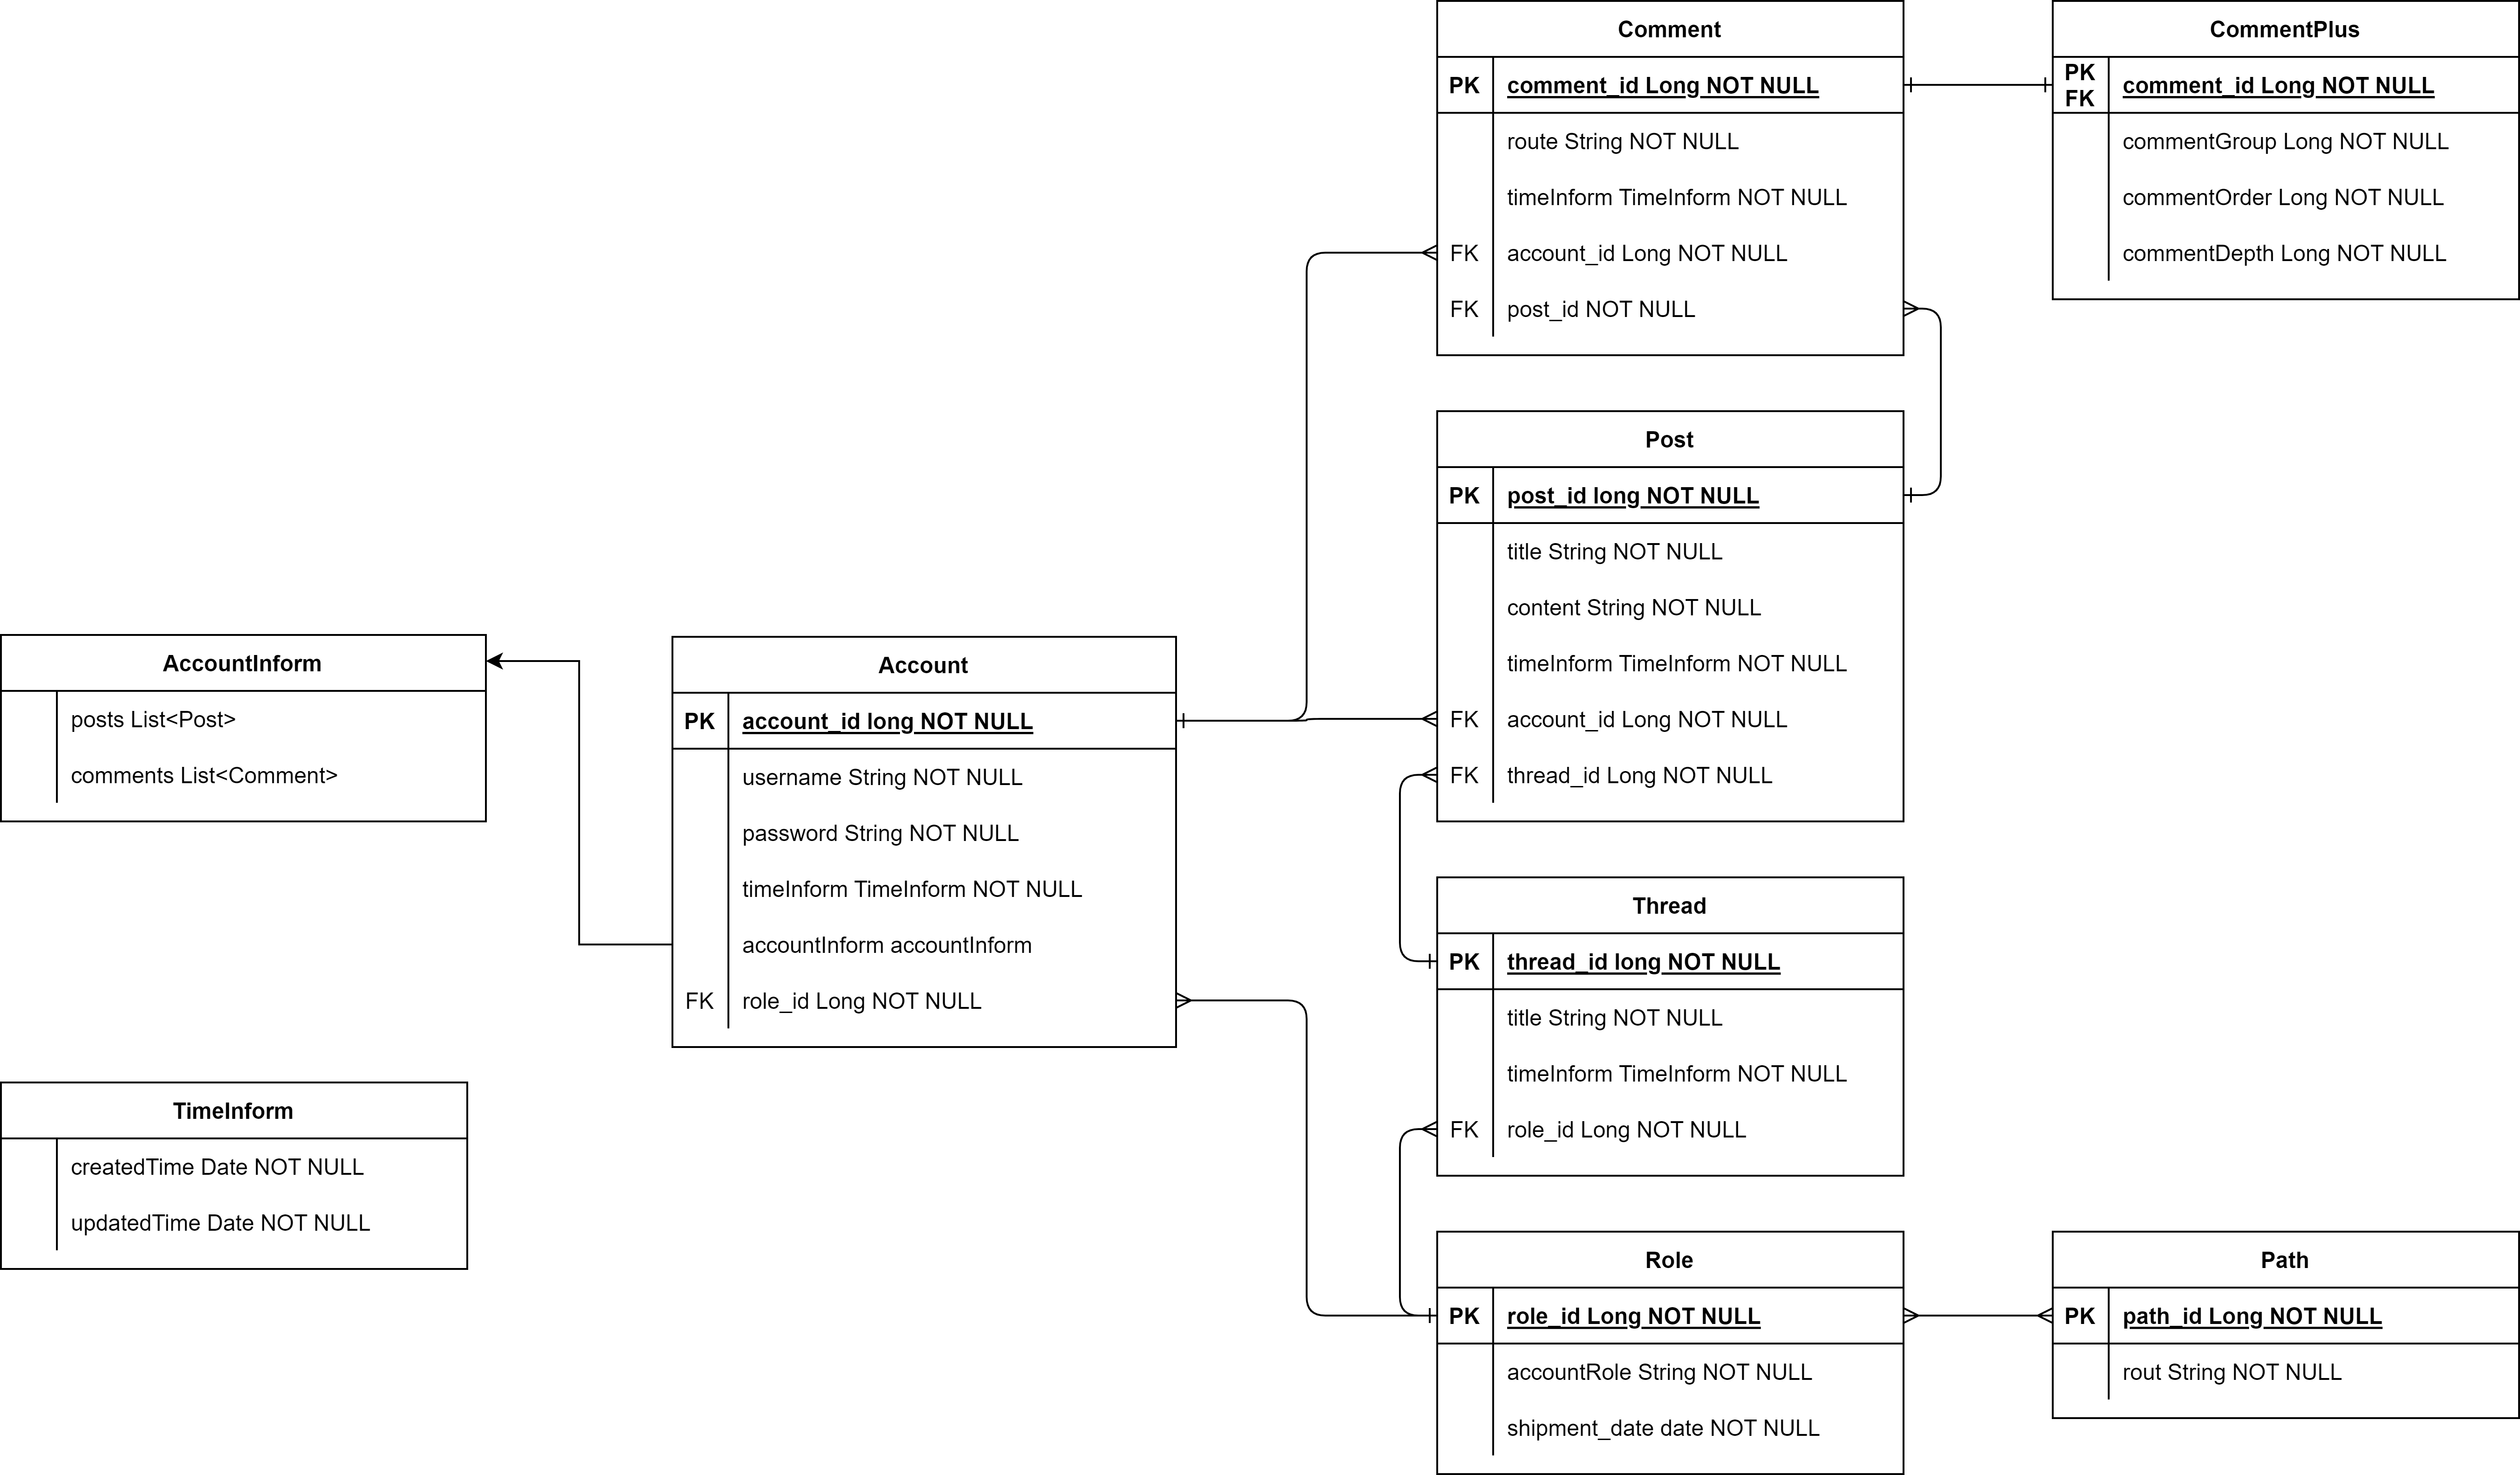 Comment
PK comment_id Long NOT NULL
route String NOT NULL
timeInform TimeInform NOT NULL
FK account_id Long NOT NULL
FK post_id NOT NULL
CommentPlus
PK
FK
comment_id Long NOT NULL
commentGroup Long NOT NULL
commentOrder Long NOT NULL
commentDepth Long NOT NULL
Post
PK post_id long NOT NULL
title String NOT NULL
content String NOT NULL
timeInform TimeInform NOT NULL
FK account_id Long NOT NULL
FK thread_id Long NOT NULL
AccountInform
posts List<Post>
comments List<Comment>
Account
PK account_id long NOT NULL
username String NOT NULL
password String NOT NULL
timeInform TimeInform NOT NULL
accountInform accountInform
FK role_id Long NOT NULL
Thread
PK thread_id long NOT NULL
title String NOT NULL
timeInform TimeInform NOT NULL
FK role_id Long NOT NULL
TimeInform
createdTime Date NOT NULL
updatedTime Date NOT NULL
Role
PK role_id Long NOT NULL
accountRole String NOT NULL
shipment_date date NOT NULL
Path
PK path_id Long NOT NULL
rout String NOT NULL